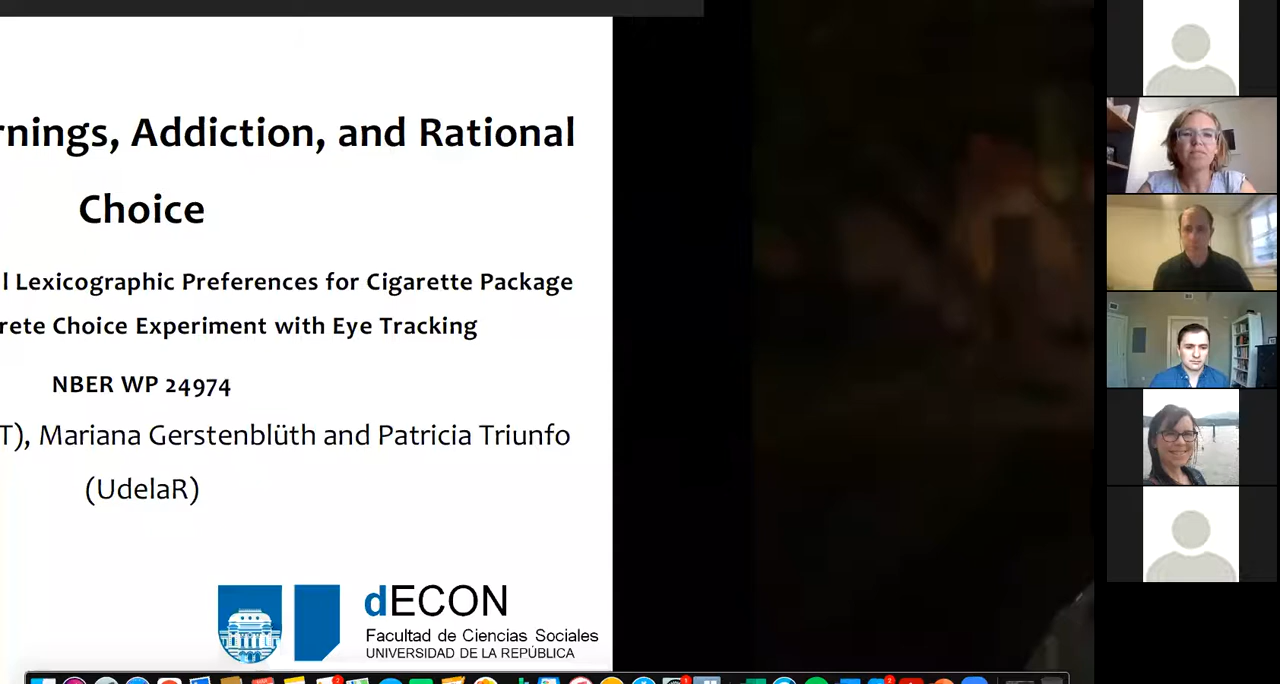 rnings, Addiction, and Rational
Choice
l Lexicographic Preferences for Cigarette Package
rete Choice Experiment with Eye Tracking
NBER WP 24974
T), Mariana Gerstenblüth and Patricia Triunfo
(UdelaR)
dECON
Facultad de Ciencias Sociales
UNIVERSIDAD DE LA REPÚBLICA